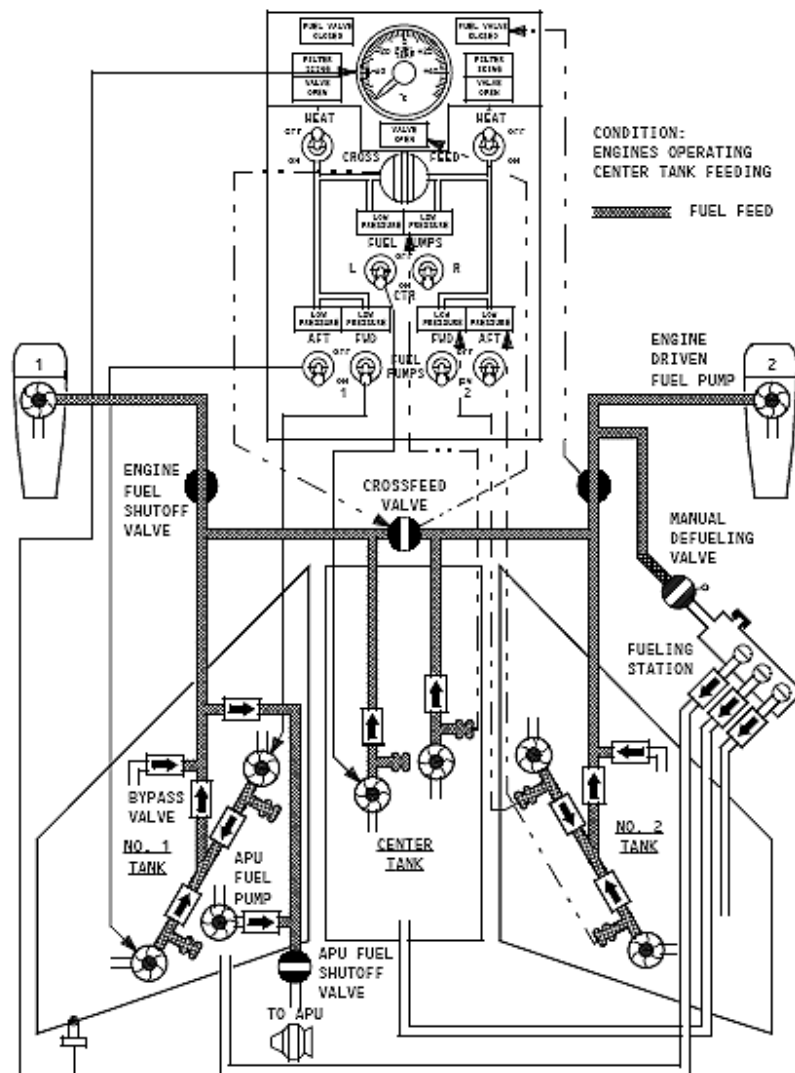 FUEL VALVE
CLOSED
FUEL VALVE
CLOSED
FILTER
ICING
VALVE
OPEN
FILTER
ICING
VALVE
OPEN
°C
HEAT
OFF
ON
VALVE
OPEN
HEAT
OFF
ON
CROSS
FEED
CONDITION:
ENGINES OPERATING
CENTER TANK FEEDING
FUEL FEED
LOW
PRESSURE
LOW
PRESSURE
FUEL PUMPS
L
OFF
R
ON
CTR
LOW
PRESSURE
LOW
PRESSURE
LOW
PRESSURE
LOW
PRESSURE
AFT
FWD
FWD
AFT
OFF
FUEL
PUMPS
OFF
ON
1
ON
2
1
ENGINE
DRIVEN
FUEL PUMP
2
ENGINE
FUEL
SHUTOFF
VALVE
CROSSFEED
VALVE
MANUAL
DEFUELING
VALVE
FUELING
STATION
BYPASS
VALVE
NO. 1
TANK
APU
FUEL
PUMP
CENTER
TANK
NO. 2
TANK
APU FUEL
SHUTOFF
VALVE
TO APU